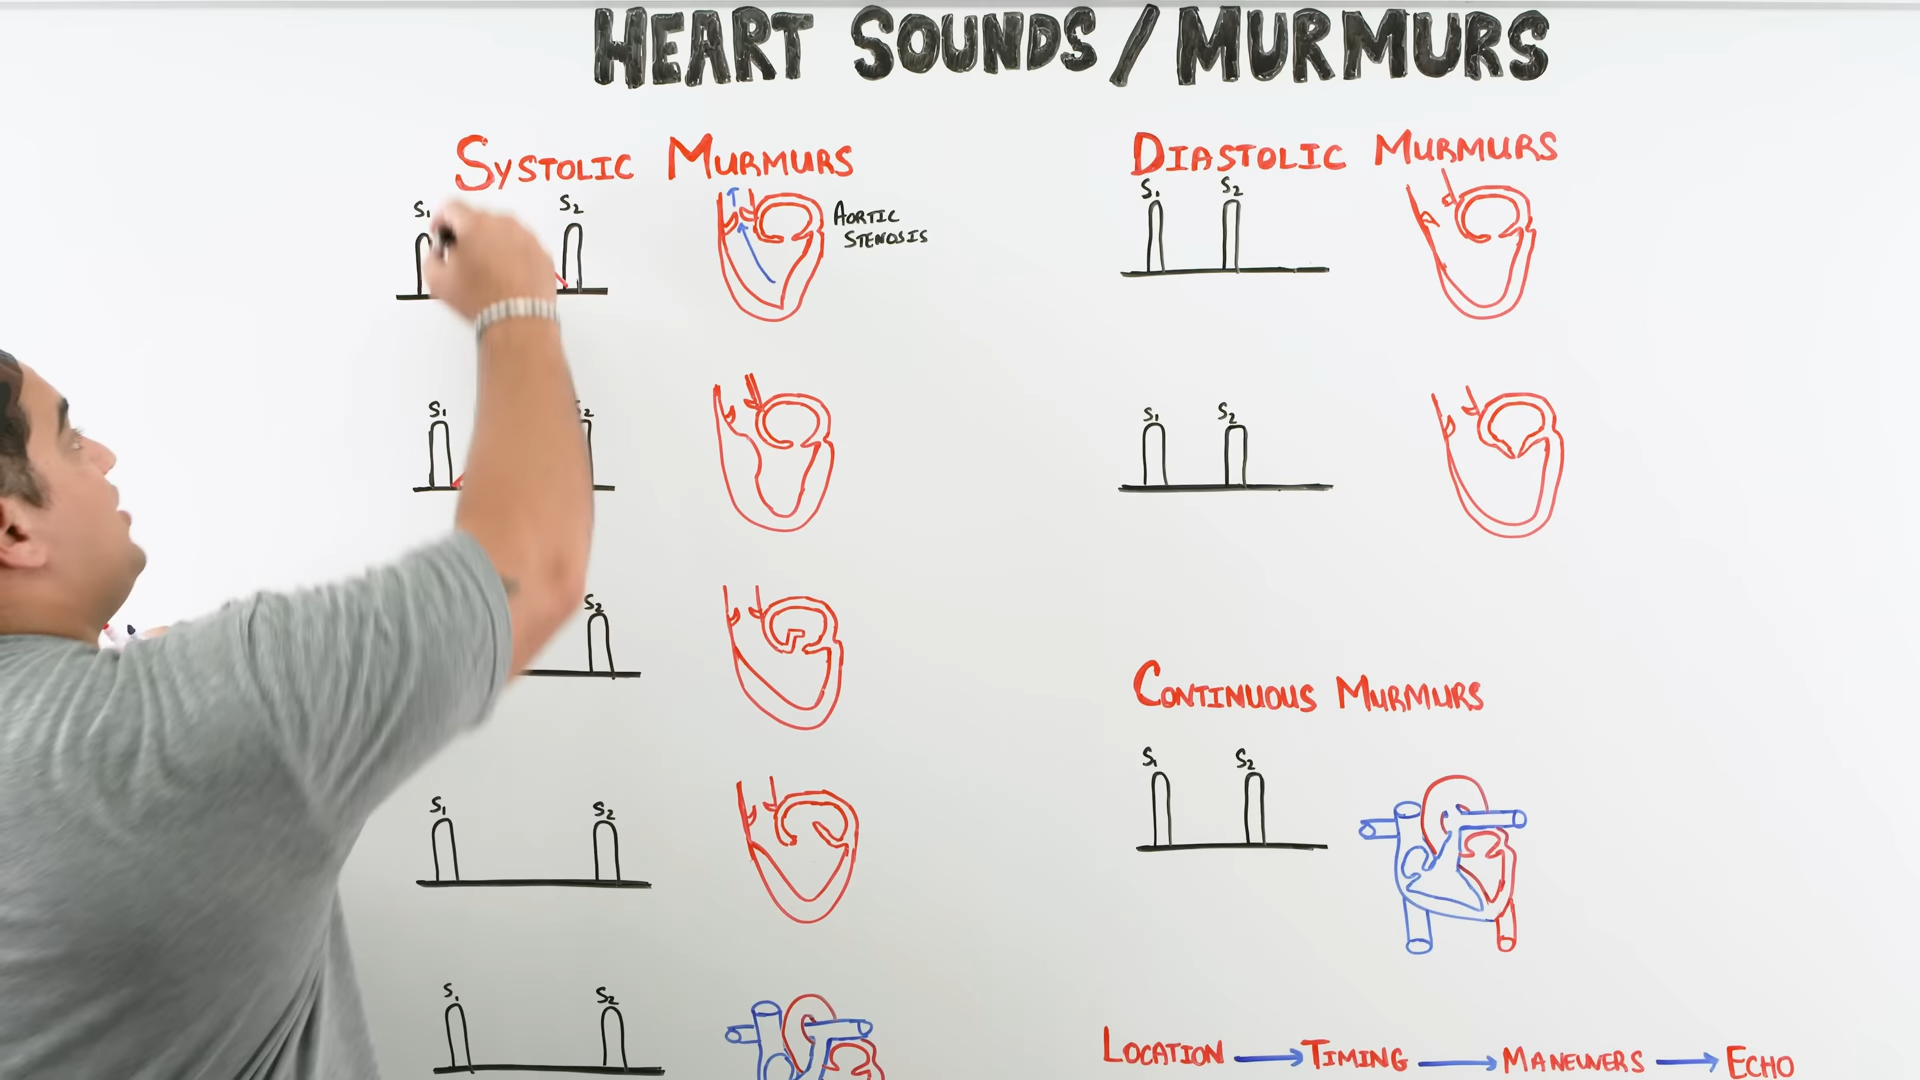 HEART SOUNDS / MURMURS
SYSTOLIC MURMURS
S1 S2
AORTIC
STENOSIS
S1 S2
S2
S1 S2
S1 S2
DIASTOLIC MURMURS
S1 S2
S1 S2
CONTINUOUS MURMURS
S1 S2
LOCATION → TIMING → MANEUVERS → ECHO